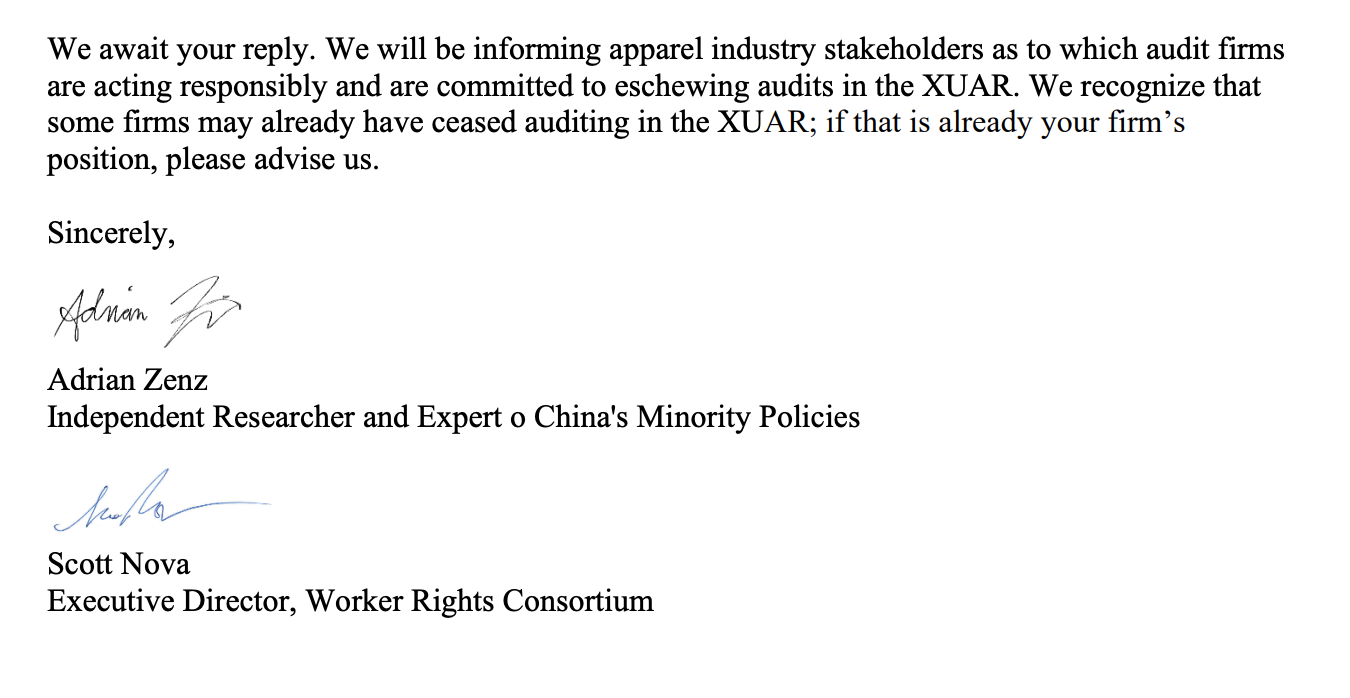 We await your reply. We will be informing apparel industry stakeholders as to which audit firms
are acting responsibly and are committed to eschewing audits in the XUAR. We recognize that
some firms may already have ceased auditing in the XUAR; if that is already your firm’s
position, please advise us.
Sincerely,
Adrian
Adrian Zenz
Independent Researcher and Expert o China's Minority Policies
Scott Nova
Executive Director, Worker Rights Consortium